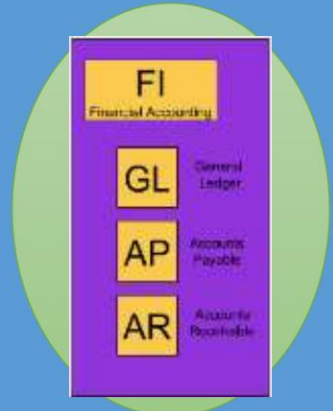 FI
Financial Accounting
GL
General
Ledger
AP
Accounts
Payable
AR
Accounts
Receivable